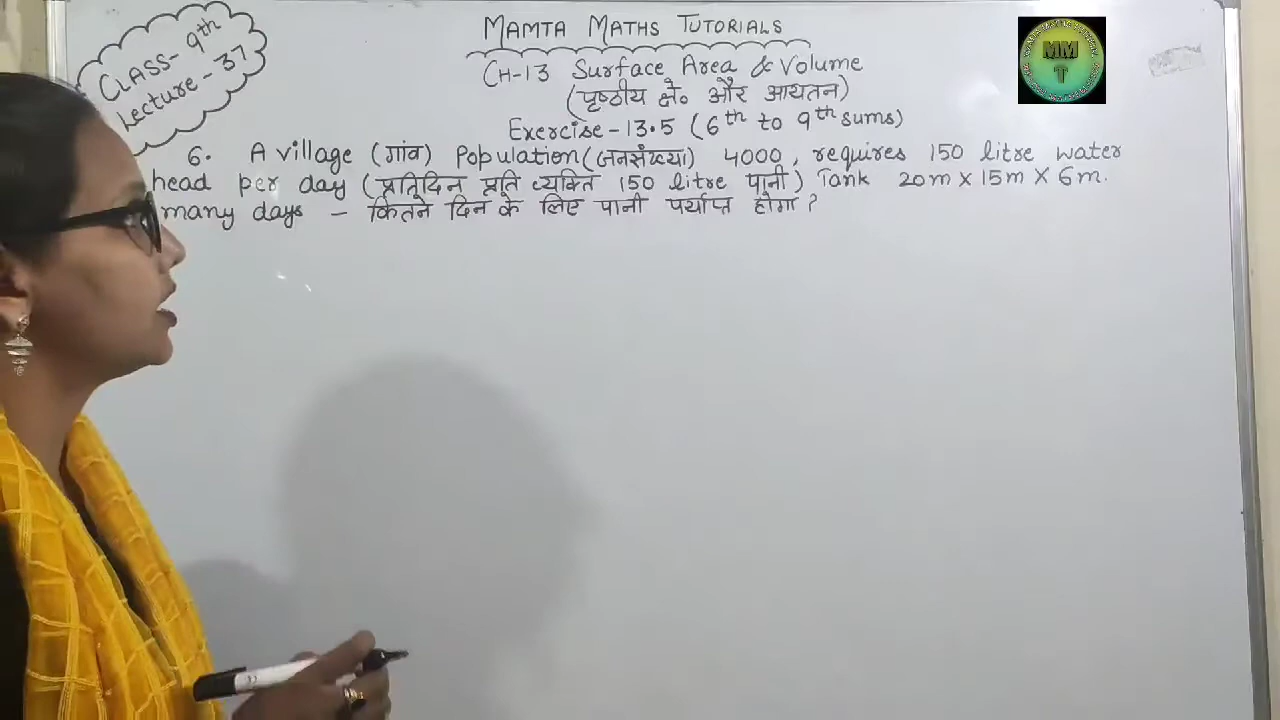 CLASS- 9th
Lecture - 37
MAMTA MATHS TUTORIALS
CH-13 Surface Area & Volume
(पृष्ठीय क्षे० और आयतन)
Exercise-13.5 (6th to 9th sums)
6. A village (गांव) Population (जनसंख्या) 4000, requires 150 litre water
head per day (प्रतिदिन प्रति व्यक्ति 150 litre पानी) Tank 20m X 15m X 6m.
many days - कितने दिन के लिए पानी पर्याप्त होगा?
MM
T